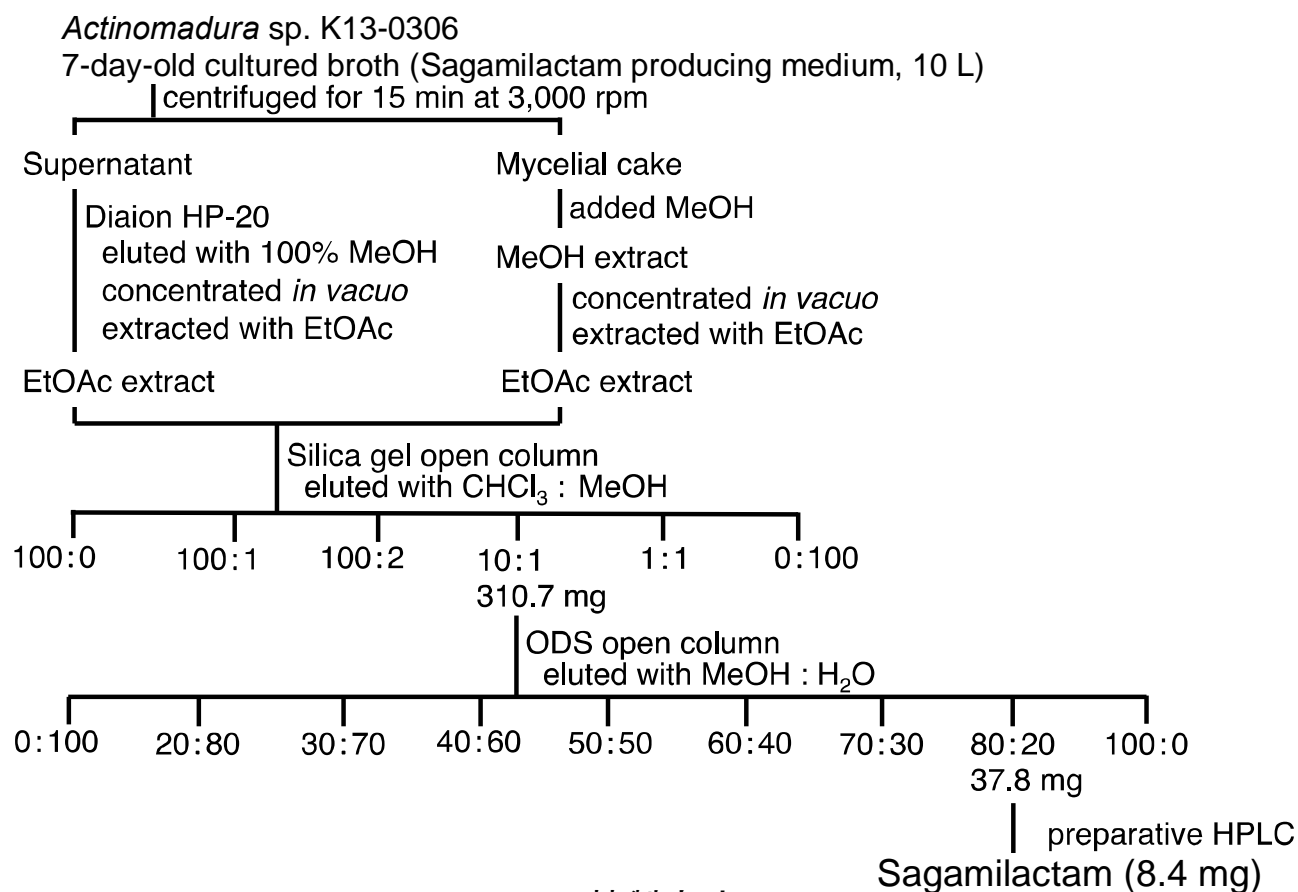 Actinomadura sp. K13-0306
7-day-old cultured broth (Sagamilactam producing medium, 10 L)
centrifuged for 15 min at 3,000 rpm
Supernatant
Mycelial cake
Diaion HP-20
eluted with 100% MeOH
concentrated in vacuo
extracted with EtOAc
added MeOH
MeOH extract
concentrated in vacuo
extracted with EtOAc
EtOAc extract
EtOAc extract
Silica gel open column
eluted with CHCl₃ : MeOH
100:0 100:1 100:2 10:1 1:1 0:100
310.7 mg
ODS open column
eluted with MeOH : H₂O
0:100 20:80 30:70 40:60 50:50 60:40 70:30 80:20 100:0
37.8 mg
preparative HPLC
Sagamilactam (8.4 mg)